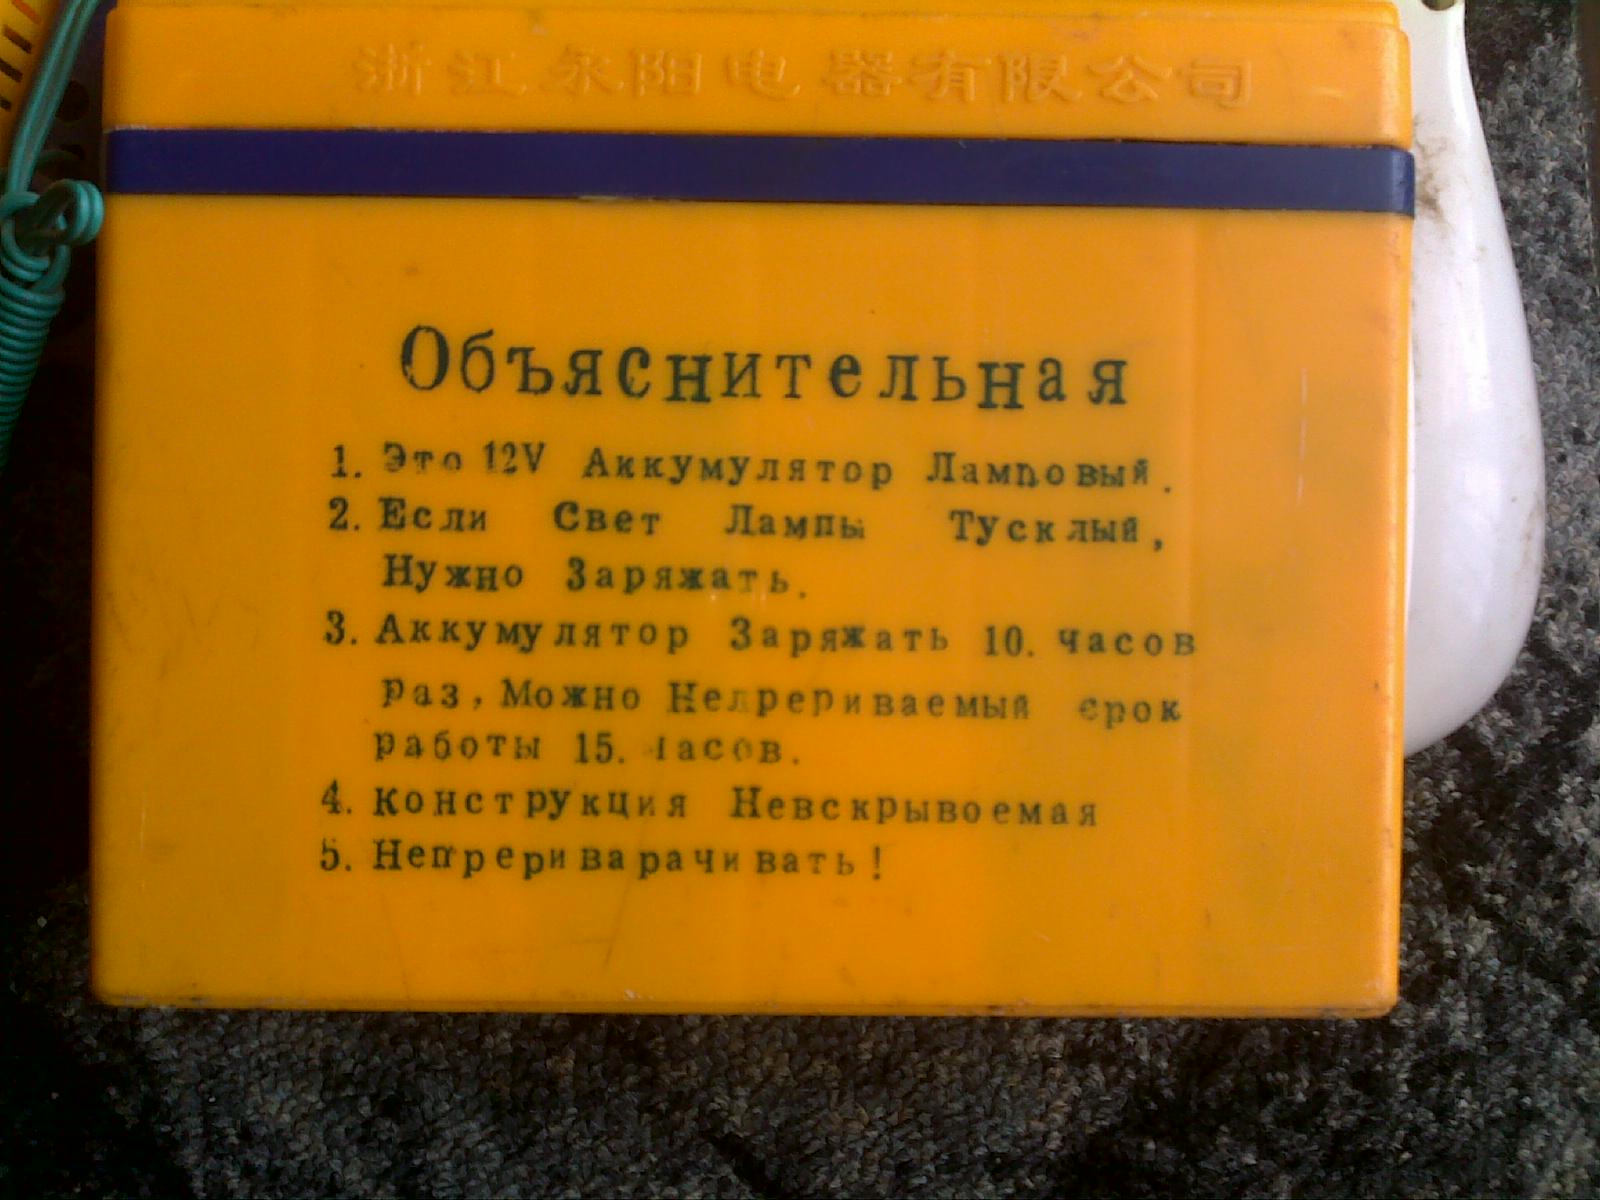 浙江永阳电器有限公司
Объяснительная
1. Это 12V Аккумулятор Ламповый.
2. Если Свет Лампы Тусклый,
Нужно Заряжать.
3. Аккумулятор Заряжать 10. часов
раз, Можно Непрериваемый срок
работы 15. часов.
4. конструкция Невскрывоемая
5. Непрериварачивать!